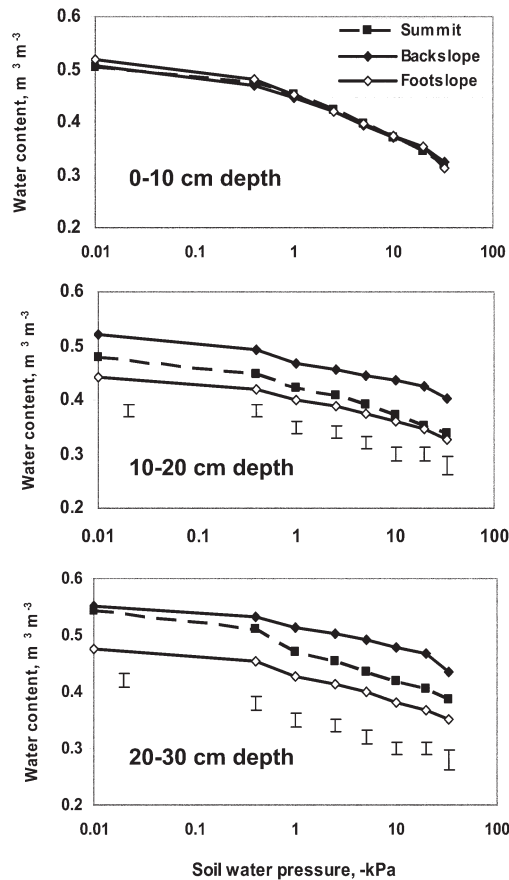 0.6
Summit
Backslope
Footslope
0.5
0.4
0.3
0.2
Water content, m 3 m-3
0-10 cm depth
0.01 0.1 1 10 100
0.6
0.5
0.4
0.3
0.2
Water content, m 3 m-3
10-20 cm depth
0.01 0.1 1 10 100
0.6
0.5
0.4
0.3
0.2
Water content, m 3 m-3
20-30 cm depth
0.01 0.1 1 10 100
Soil water pressure, -kPa